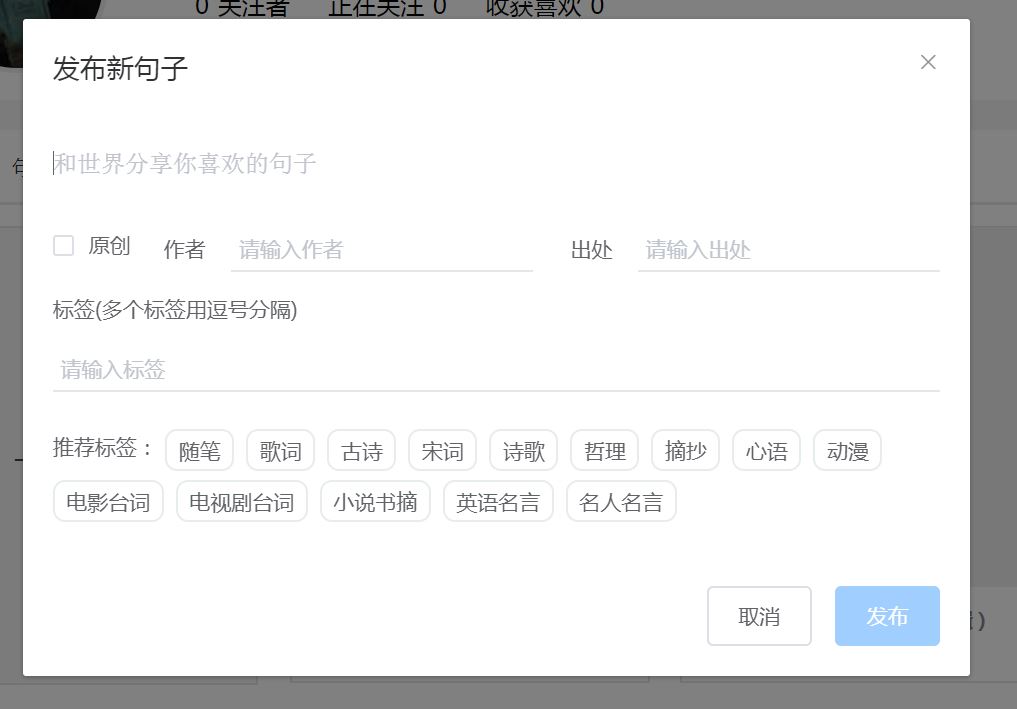 0 关注者 正在关注 0 收获喜欢 0
发布新句子
和世界分享你喜欢的句子
原创 作者 请输入作者 出处 请输入出处
标签(多个标签用逗号分隔)
请输入标签
推荐标签： 随笔 歌词 古诗 宋词 诗歌 哲理 摘抄 心语 动漫
电影台词 电视剧台词 小说书摘 英语名言 名人名言
取消 发布